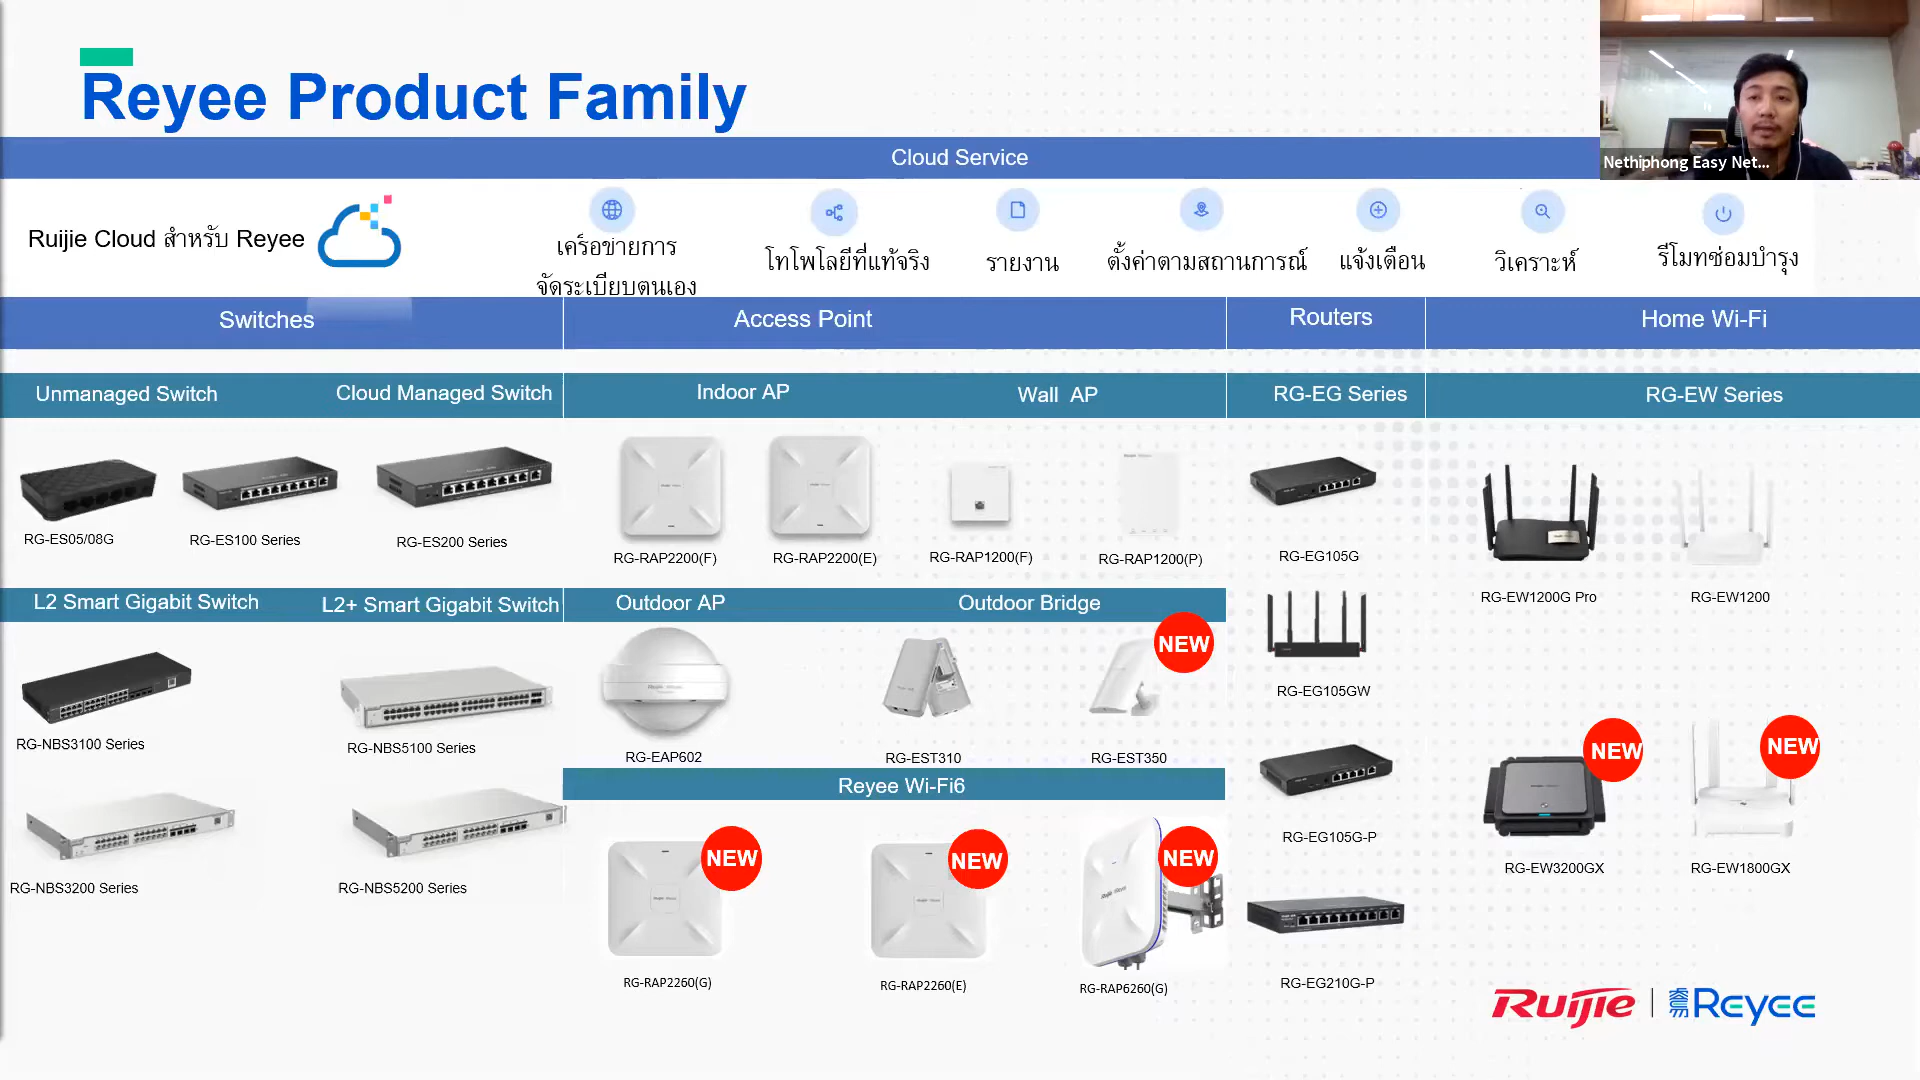 Reyee Product Family
Nethiphong Easy Net...
Cloud Service
Ruijie Cloud สำหรับ Reyee
เคร็อข่ายการ
จัดระเบียบตนเอง
โทโพโลยีที่แท้จริง
รายงาน
ตั้งค่าตามสถานการณ์
แจ้งเตือน
วิเคราะห์
รีโมทซ่อมบำรุง
Switches
Access Point
Routers
Home Wi-Fi
Unmanaged Switch
Cloud Managed Switch
Indoor AP
Wall AP
RG-EG Series
RG-EW Series
RG-ES05/08G
RG-ES100 Series
RG-ES200 Series
RG-RAP2200(F)
RG-RAP2200(E)
RG-RAP1200(F)
RG-RAP1200(P)
RG-EG105G
RG-EW1200G Pro
RG-EW1200
L2 Smart Gigabit Switch
L2+ Smart Gigabit Switch
Outdoor AP
Outdoor Bridge
NEW
RG-EG105GW
RG-NBS3100 Series
RG-NBS5100 Series
RG-EAP602
RG-EST310
RG-EST350
NEW
NEW
Reyee Wi-Fi6
RG-EG105G-P
NEW
NEW
NEW
RG-EW3200GX
RG-EW1800GX
RG-NBS3200 Series
RG-NBS5200 Series
RG-RAP2260(G)
RG-RAP2260(E)
RG-RAP6260(G)
RG-EG210G-P
Ruijie | 睿易 Reyee